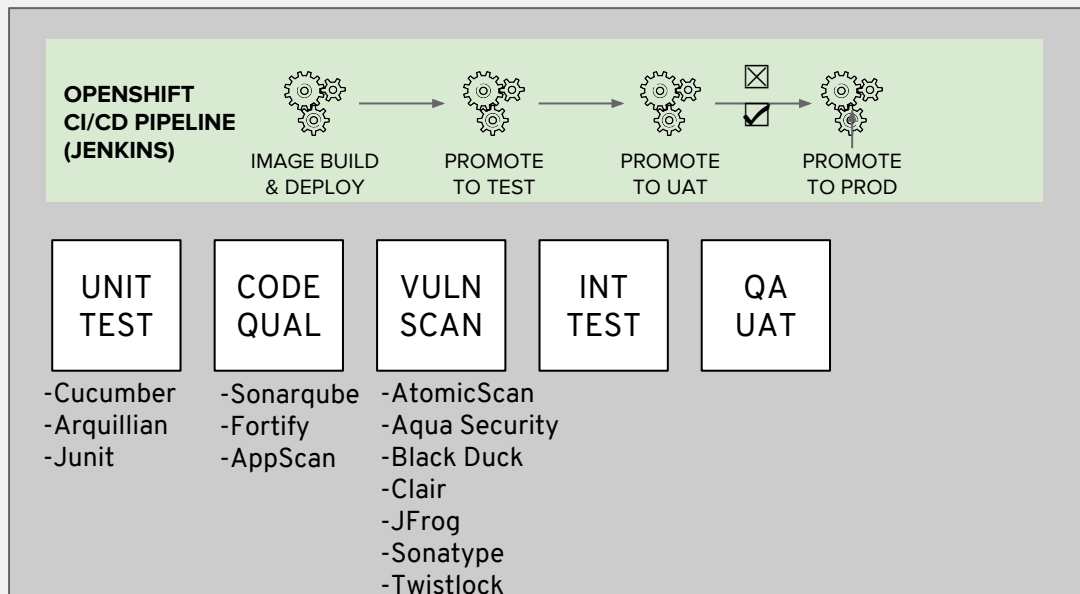 OPENSHIFT
CI/CD PIPELINE
(JENKINS)
IMAGE BUILD
& DEPLOY
PROMOTE
TO TEST
PROMOTE
TO UAT
PROMOTE
TO PROD
UNIT
TEST
CODE
QUAL
VULN
SCAN
INT
TEST
QA
UAT
-Cucumber
-Arquillian
-Junit
-Sonarqube
-Fortify
-AppScan
-AtomicScan
-Aqua Security
-Black Duck
-Clair
-JFrog
-Sonatype
-Twistlock